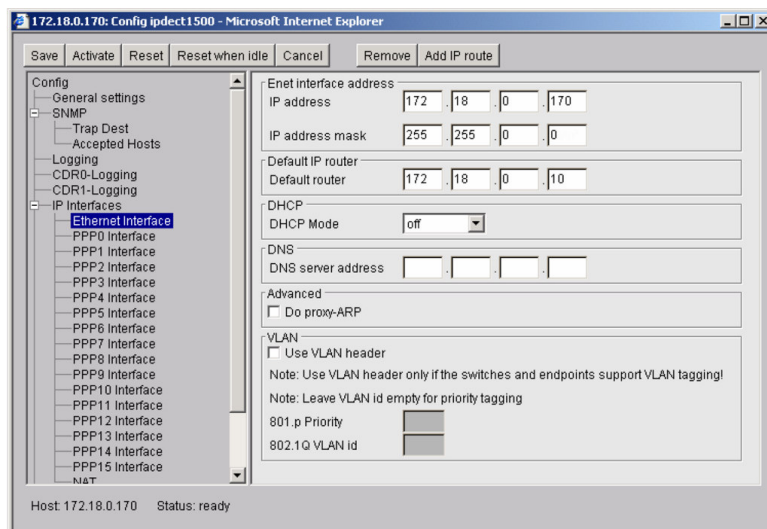 172.18.0.170: Config ipdect1500 - Microsoft Internet Explorer
Save Activate Reset Reset when idle Cancel Remove Add IP route
Config
General settings
SNMP
Trap Dest
Accepted Hosts
Logging
CDR0-Logging
CDR1-Logging
IP Interfaces
Ethernet Interface
PPP0 Interface
PPP1 Interface
PPP2 Interface
PPP3 Interface
PPP4 Interface
PPP5 Interface
PPP6 Interface
PPP7 Interface
PPP8 Interface
PPP9 Interface
PPP10 Interface
PPP11 Interface
PPP12 Interface
PPP13 Interface
PPP14 Interface
PPP15 Interface
NAT
Enet interface address
IP address 172 . 18 . 0 . 170
IP address mask 255 . 255 . 0 . 0
Default IP router
Default router 172 . 18 . 0 . 10
DHCP
DHCP Mode off
DNS
DNS server address . . .
Advanced
Do proxy-ARP
VLAN
Use VLAN header
Note: Use VLAN header only if the switches and endpoints support VLAN tagging!
Note: Leave VLAN id empty for priority tagging
801.p Priority
802.1Q VLAN id
Host: 172.18.0.170 Status: ready